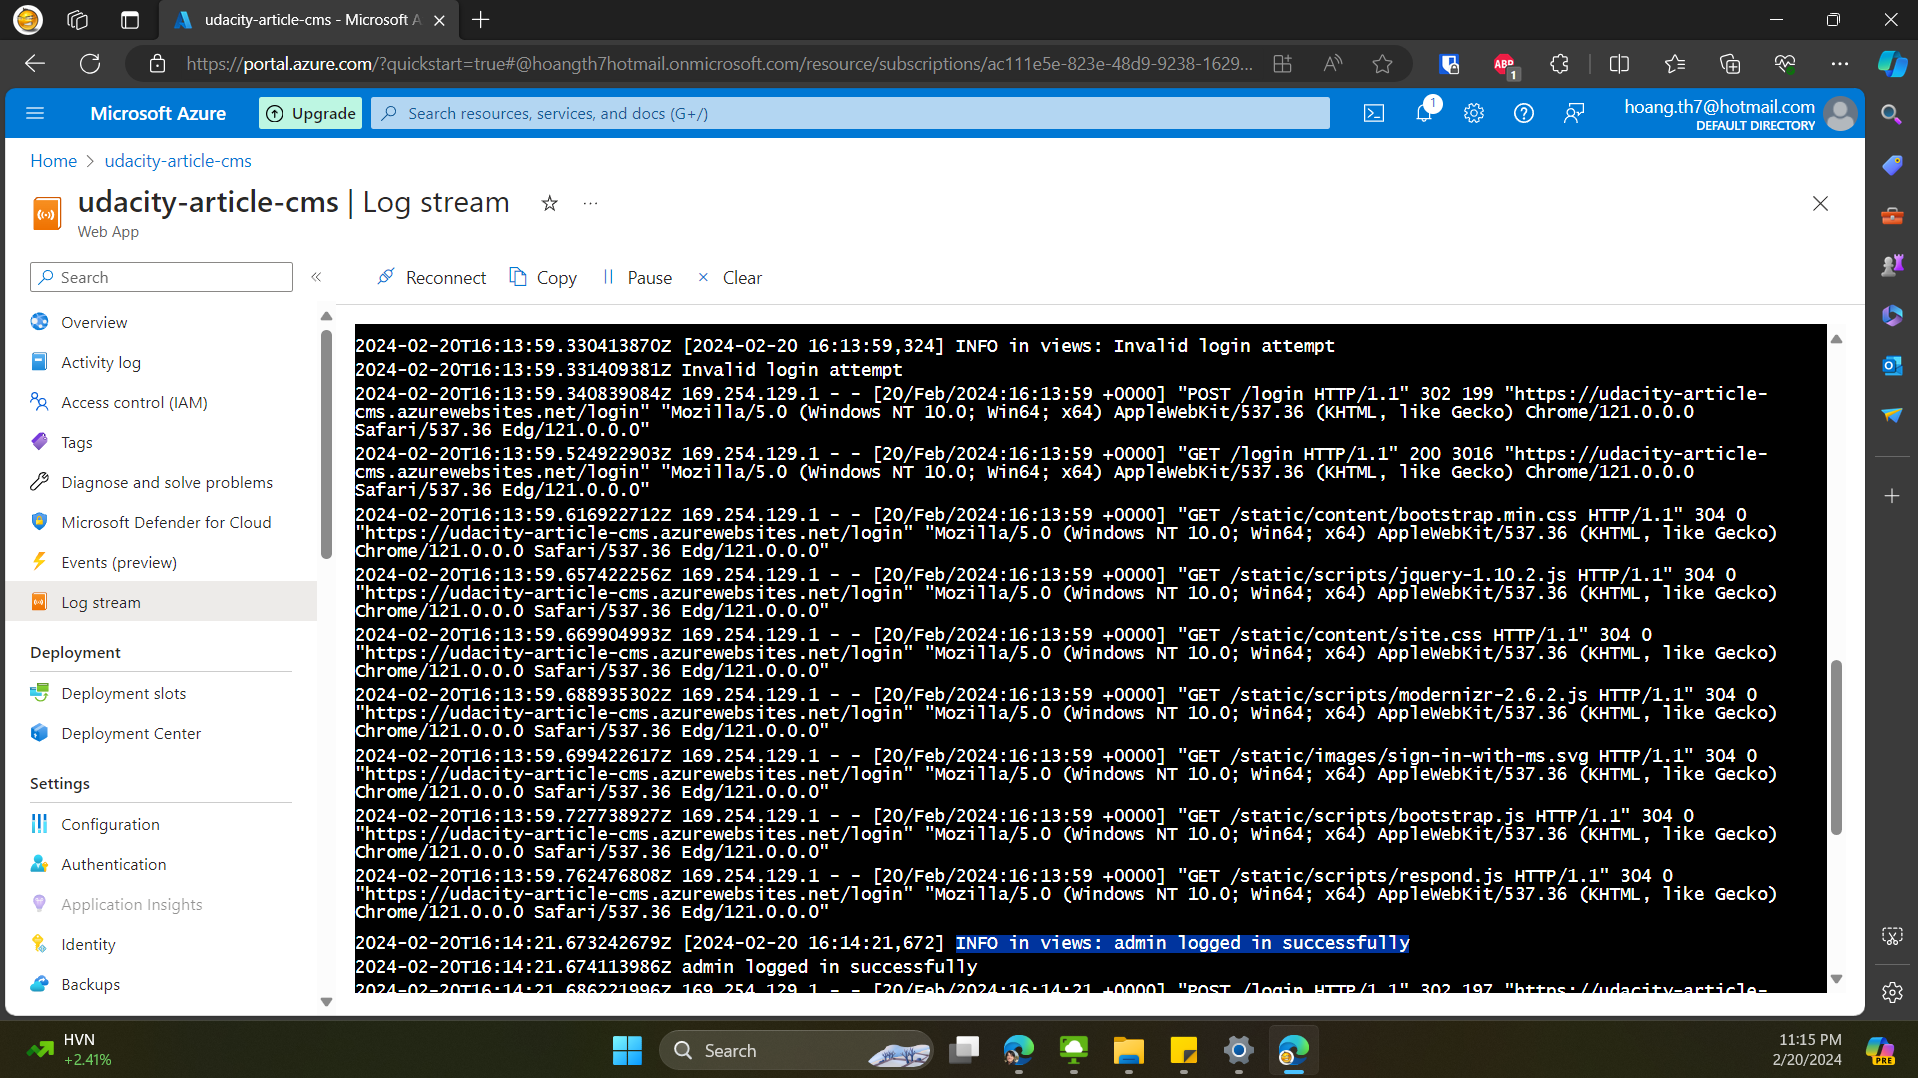 udacity-article-cms - Microsoft A
https://portal.azure.com/?quickstart=true#@hoangth7hotmail.onmicrosoft.com/resource/subscriptions/ac111e5e-823e-48d9-9238-1629...
ABP
1
Microsoft Azure
Upgrade
Search resources, services, and docs (G+/)
1
hoang.th7@hotmail.com
DEFAULT DIRECTORY
Home > udacity-article-cms
udacity-article-cms | Log stream
Web App
Search
Reconnect
Copy
Pause
Clear
Overview
Activity log
Access control (IAM)
Tags
Diagnose and solve problems
Microsoft Defender for Cloud
Events (preview)
Log stream
Deployment
Deployment slots
Deployment Center
Settings
Configuration
Authentication
Application Insights
Identity
Backups
2024-02-20T16:13:59.330413870Z [2024-02-20 16:13:59,324] INFO in views: Invalid login attempt
2024-02-20T16:13:59.331409381Z Invalid login attempt
2024-02-20T16:13:59.340839084Z 169.254.129.1 - - [20/Feb/2024:16:13:59 +0000] "POST /login HTTP/1.1" 302 199 "https://udacity-article-
cms.azurewebsites.net/login" "Mozilla/5.0 (Windows NT 10.0; Win64; x64) AppleWebKit/537.36 (KHTML, like Gecko) Chrome/121.0.0.0
Safari/537.36 Edg/121.0.0.0"
2024-02-20T16:13:59.524922903Z 169.254.129.1 - - [20/Feb/2024:16:13:59 +0000] "GET /login HTTP/1.1" 200 3016 "https://udacity-article-
cms.azurewebsites.net/login" "Mozilla/5.0 (Windows NT 10.0; Win64; x64) AppleWebKit/537.36 (KHTML, like Gecko) Chrome/121.0.0.0
Safari/537.36 Edg/121.0.0.0"
2024-02-20T16:13:59.616922712Z 169.254.129.1 - - [20/Feb/2024:16:13:59 +0000] "GET /static/content/bootstrap.min.css HTTP/1.1" 304 0
"https://udacity-article-cms.azurewebsites.net/login" "Mozilla/5.0 (Windows NT 10.0; Win64; x64) AppleWebKit/537.36 (KHTML, like Gecko)
Chrome/121.0.0.0 Safari/537.36 Edg/121.0.0.0"
2024-02-20T16:13:59.657422256Z 169.254.129.1 - - [20/Feb/2024:16:13:59 +0000] "GET /static/scripts/jquery-1.10.2.js HTTP/1.1" 304 0
"https://udacity-article-cms.azurewebsites.net/login" "Mozilla/5.0 (Windows NT 10.0; Win64; x64) AppleWebKit/537.36 (KHTML, like Gecko)
Chrome/121.0.0.0 Safari/537.36 Edg/121.0.0.0"
2024-02-20T16:13:59.669904993Z 169.254.129.1 - - [20/Feb/2024:16:13:59 +0000] "GET /static/content/site.css HTTP/1.1" 304 0
"https://udacity-article-cms.azurewebsites.net/login" "Mozilla/5.0 (Windows NT 10.0; Win64; x64) AppleWebKit/537.36 (KHTML, like Gecko)
Chrome/121.0.0.0 Safari/537.36 Edg/121.0.0.0"
2024-02-20T16:13:59.688935302Z 169.254.129.1 - - [20/Feb/2024:16:13:59 +0000] "GET /static/scripts/modernizr-2.6.2.js HTTP/1.1" 304 0
"https://udacity-article-cms.azurewebsites.net/login" "Mozilla/5.0 (Windows NT 10.0; Win64; x64) AppleWebKit/537.36 (KHTML, like Gecko)
Chrome/121.0.0.0 Safari/537.36 Edg/121.0.0.0"
2024-02-20T16:13:59.699422617Z 169.254.129.1 - - [20/Feb/2024:16:13:59 +0000] "GET /static/images/sign-in-with-ms.svg HTTP/1.1" 304 0
"https://udacity-article-cms.azurewebsites.net/login" "Mozilla/5.0 (Windows NT 10.0; Win64; x64) AppleWebKit/537.36 (KHTML, like Gecko)
Chrome/121.0.0.0 Safari/537.36 Edg/121.0.0.0"
2024-02-20T16:13:59.727738927Z 169.254.129.1 - - [20/Feb/2024:16:13:59 +0000] "GET /static/scripts/bootstrap.js HTTP/1.1" 304 0
"https://udacity-article-cms.azurewebsites.net/login" "Mozilla/5.0 (Windows NT 10.0; Win64; x64) AppleWebKit/537.36 (KHTML, like Gecko)
Chrome/121.0.0.0 Safari/537.36 Edg/121.0.0.0"
2024-02-20T16:13:59.762476808Z 169.254.129.1 - - [20/Feb/2024:16:13:59 +0000] "GET /static/scripts/respond.js HTTP/1.1" 304 0
"https://udacity-article-cms.azurewebsites.net/login" "Mozilla/5.0 (Windows NT 10.0; Win64; x64) AppleWebKit/537.36 (KHTML, like Gecko)
Chrome/121.0.0.0 Safari/537.36 Edg/121.0.0.0"
2024-02-20T16:14:21.673242679Z [2024-02-20 16:14:21,672] INFO in views: admin logged in successfully
2024-02-20T16:14:21.674113986Z admin logged in successfully
2024-02-20T16:14:21.686221996Z 169.254.129.1 - - [20/Feb/2024:16:14:21 +0000] "POST /login HTTP/1.1" 302 197 "https://udacity-article-
HVN
+2.41%
Search
11:15 PM
2/20/2024
PRE